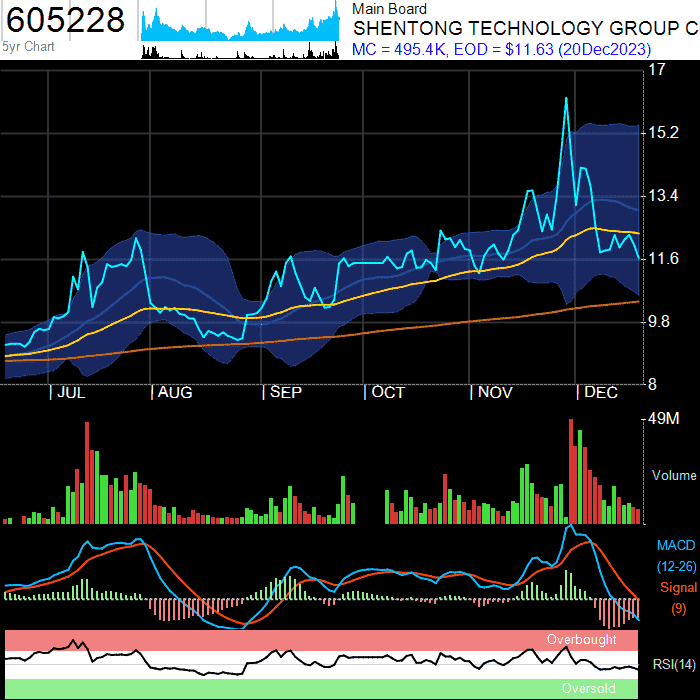 605228
5yr Chart
Main Board
SHENTONG TECHNOLOGY GROUP C
MC = 495.4K, EOD = $11.63 (20Dec2023)
17
15.2
13.4
11.6
9.8
8
| JUL | AUG | SEP | OCT | NOV | DEC
49M
Volume
MACD
(12-26)
Signal
(9)
Overbought
RSI(14)
Oversold